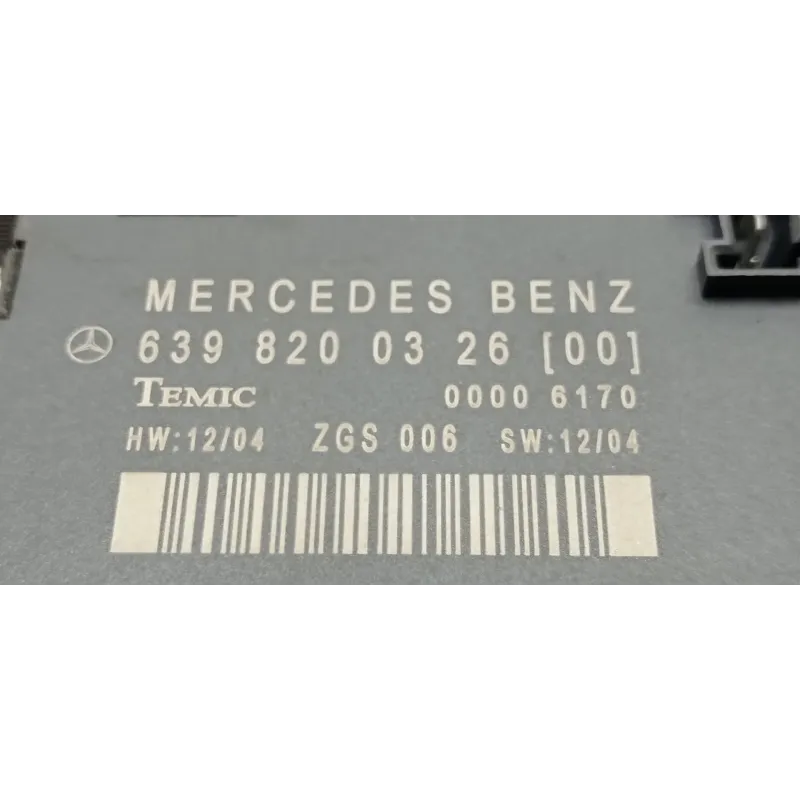 MERCEDES BENZ
639 820 03 26 [00]
TEMIC 0000 6170
HW:12/04 ZGS 006 SW:12/04